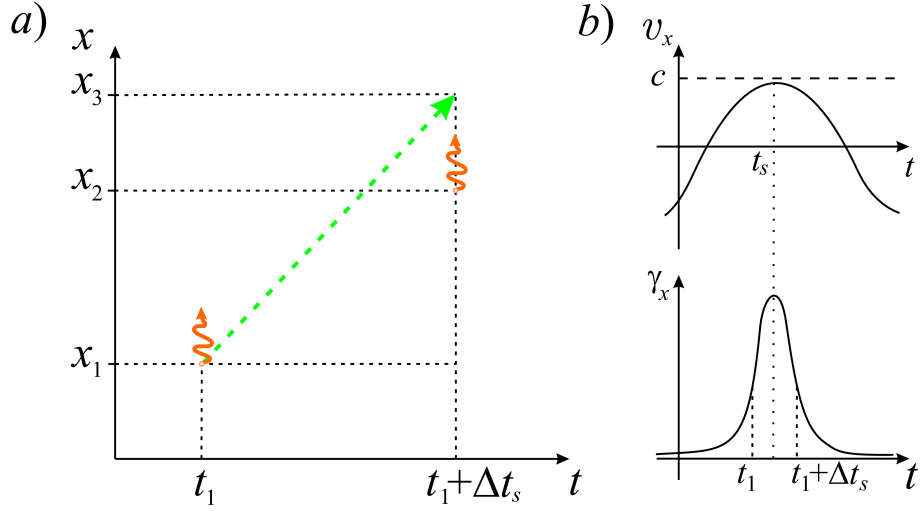 a)
x
x₃
x₂
x₁
t₁
t₁+Δtₛ
t
b)
vₓ
c
tₛ
t
γₓ
t₁
t₁+Δtₛ
t